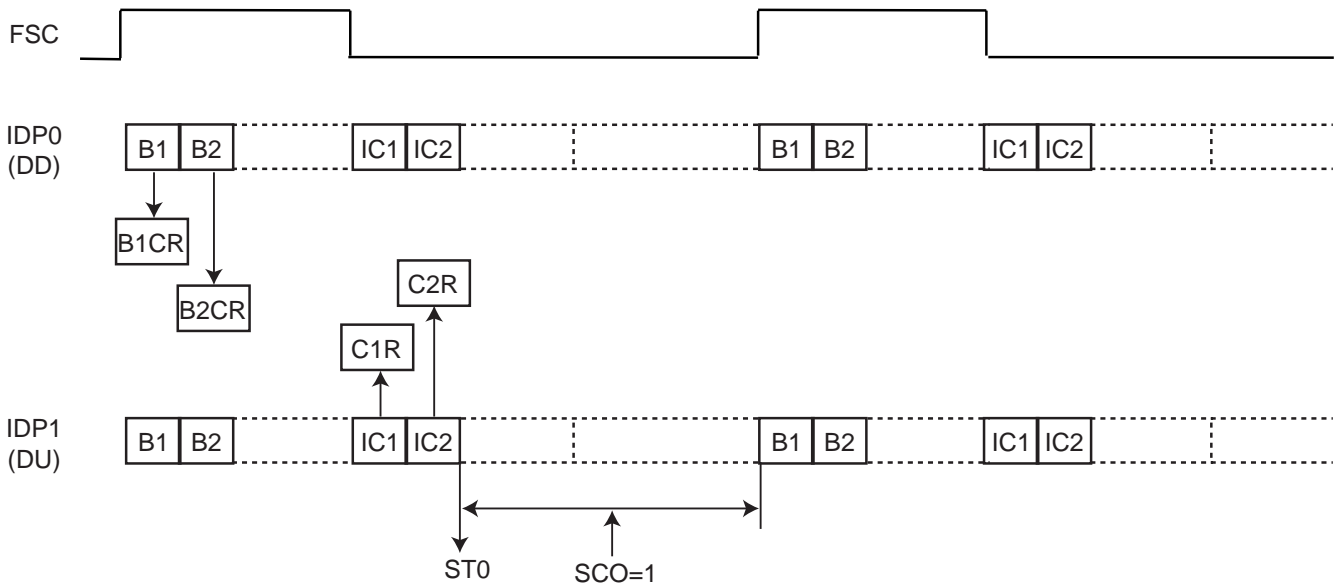 FSC
IDP0
(DD)
B1 B2 IC1 IC2 B1 B2 IC1 IC2
B1CR
B2CR
C2R
C1R
IDP1
(DU)
B1 B2 IC1 IC2 B1 B2 IC1 IC2
ST0 SCO=1